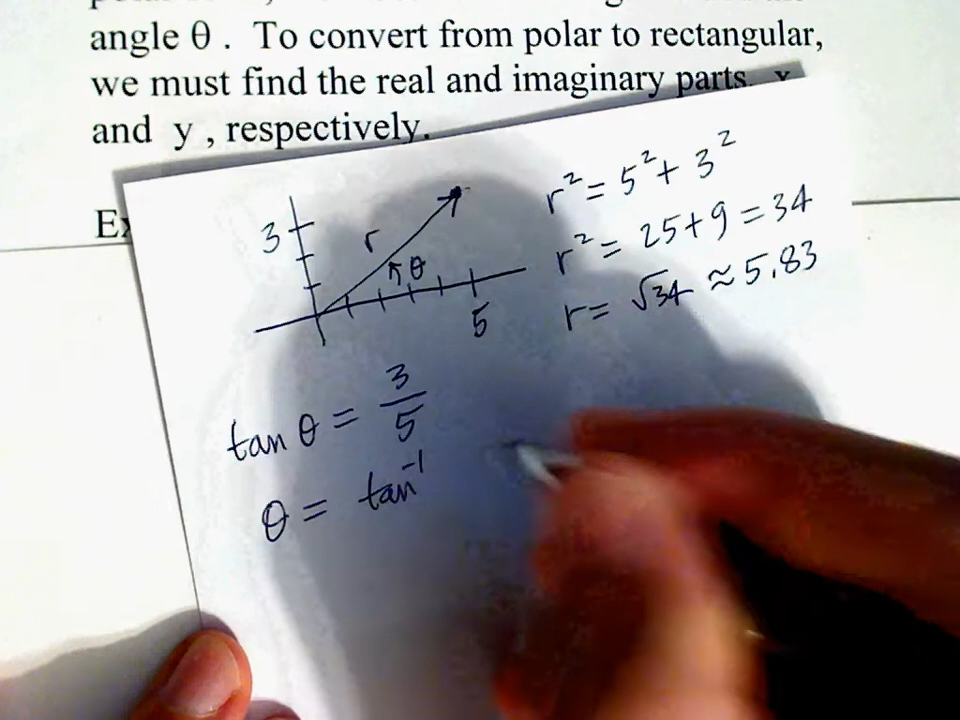 angle θ . To convert from polar to rectangular,
we must find the real and imaginary parts
and y , respectively.
3
r
θ
5
r² = 5² + 3²
r² = 25+9 = 34
r = √34 ≈ 5.83
tan θ = 3/5
θ = tan⁻¹